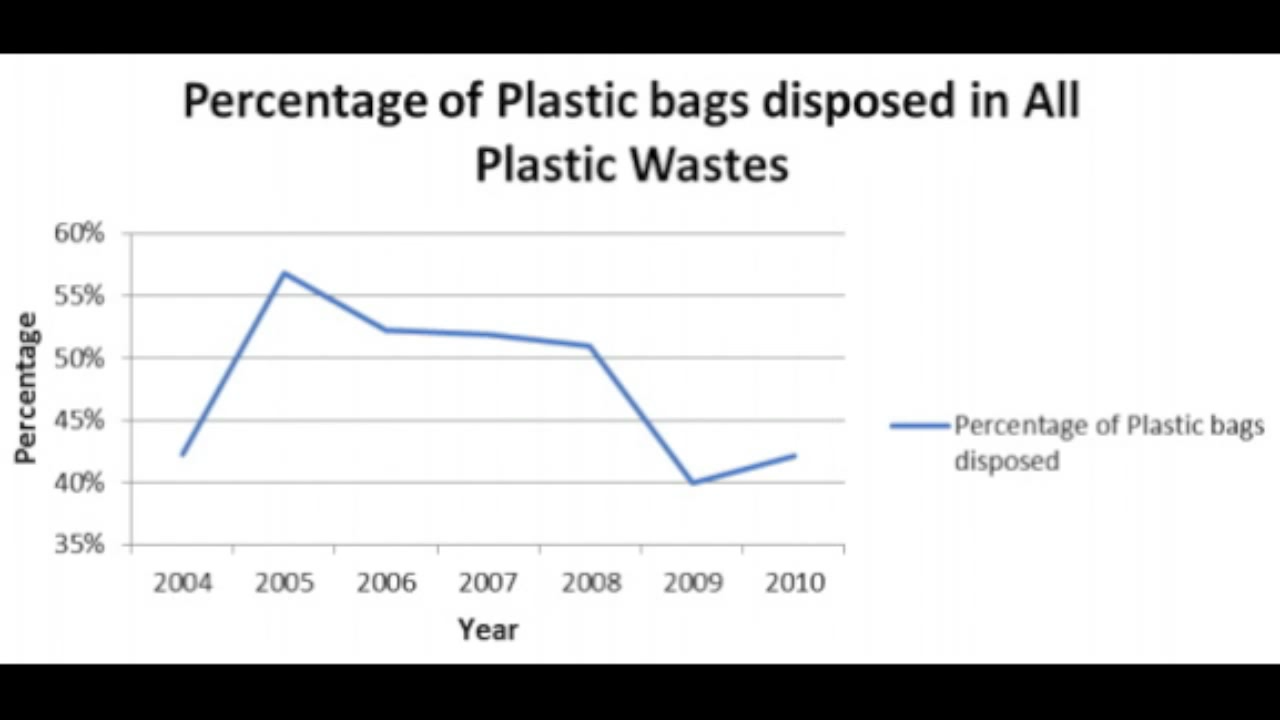 Percentage of Plastic bags disposed in All
Plastic Wastes
60%
55%
50%
45%
40%
35%
Percentage
2004 2005 2006 2007 2008 2009 2010
Year
Percentage of Plastic bags
disposed